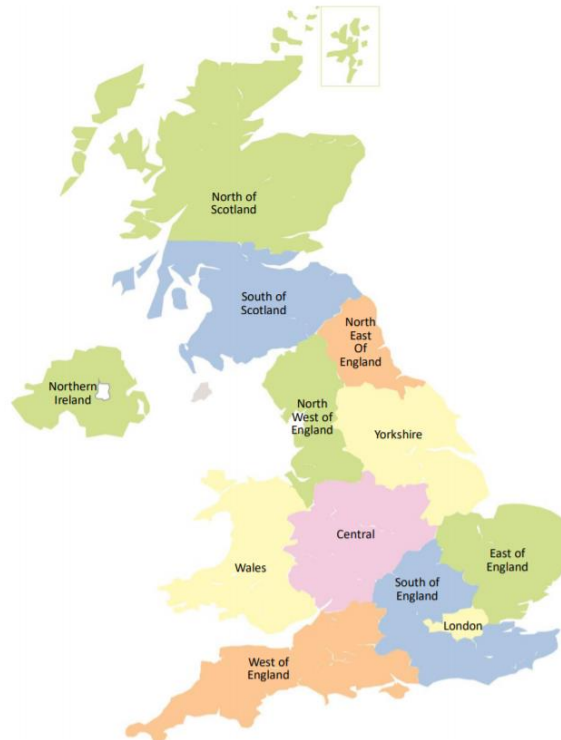 North of
Scotland
South of
Scotland
North
East
Of
England
Northern
Ireland
North
West of
England
Yorkshire
Central
East of
England
Wales
South of
England
London
West of
England